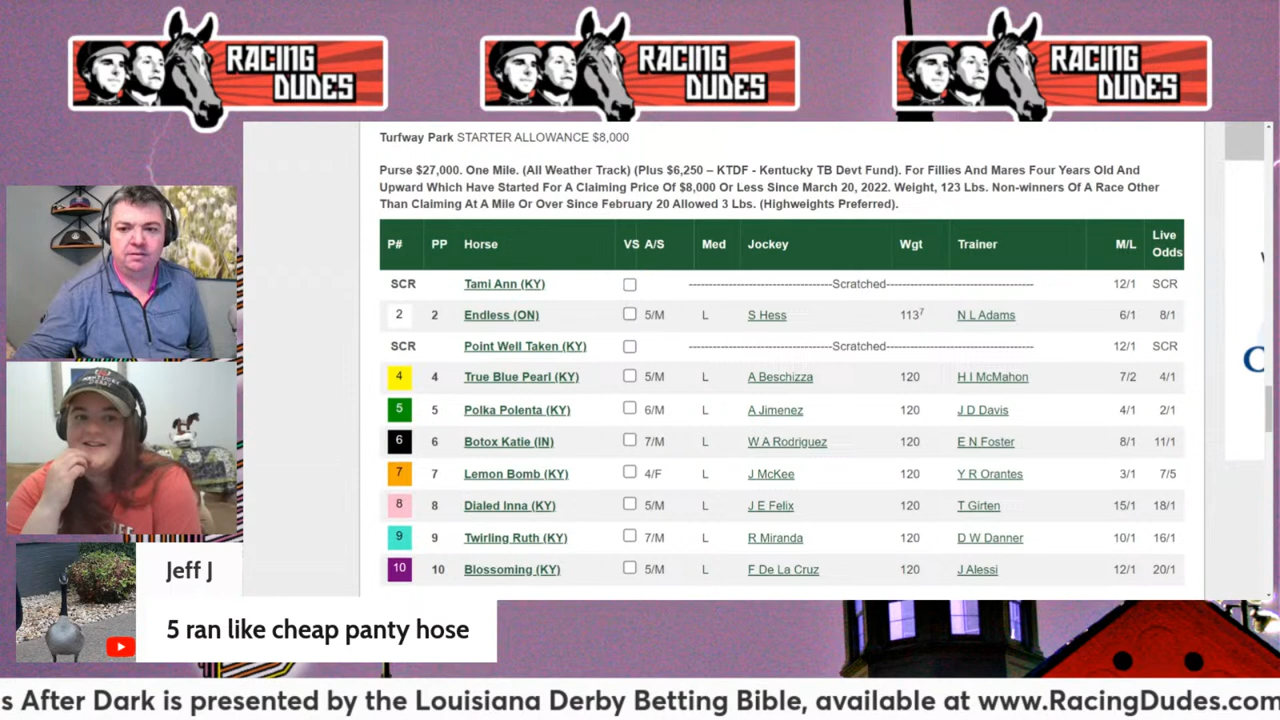 RACING
DUDES
RACING
DUDES
RACING
DUDES
Turfway Park STARTER ALLOWANCE $8,000
Purse $27,000. One Mile. (All Weather Track) (Plus $6,250 – KTDF - Kentucky TB Devt Fund). For Fillies And Mares Four Years Old And
Upward Which Have Started For A Claiming Price Of $8,000 Or Less Since March 20, 2022. Weight, 123 Lbs. Non-winners Of A Race Other
Than Claiming At A Mile Or Over Since February 20 Allowed 3 Lbs. (Highweights Preferred).
P# PP Horse VS A/S Med Jockey Wgt Trainer M/L Live Odds
SCR Tami Ann (KY) Scratched 12/1 SCR
2 2 Endless (ON) 5/M L S Hess 113⁷ N L Adams 6/1 8/1
SCR Point Well Taken (KY) Scratched 12/1 SCR
4 4 True Blue Pearl (KY) 5/M L A Beschizza 120 H I McMahon 7/2 4/1
5 5 Polka Polenta (KY) 6/M L A Jimenez 120 J D Davis 4/1 2/1
6 6 Botox Katie (IN) 7/M L W A Rodriguez 120 E N Foster 8/1 11/1
7 7 Lemon Bomb (KY) 4/F L J McKee 120 Y R Orantes 3/1 7/5
8 8 Dialed Inna (KY) 5/M L J E Felix 120 T Girten 15/1 18/1
9 9 Twirling Ruth (KY) 7/M L R Miranda 120 D W Danner 10/1 16/1
10 10 Blossoming (KY) 5/M L F De La Cruz 120 J Alessi 12/1 20/1
Jeff J
5 ran like cheap panty hose
s After Dark is presented by the Louisiana Derby Betting Bible, available at www.RacingDudes.com